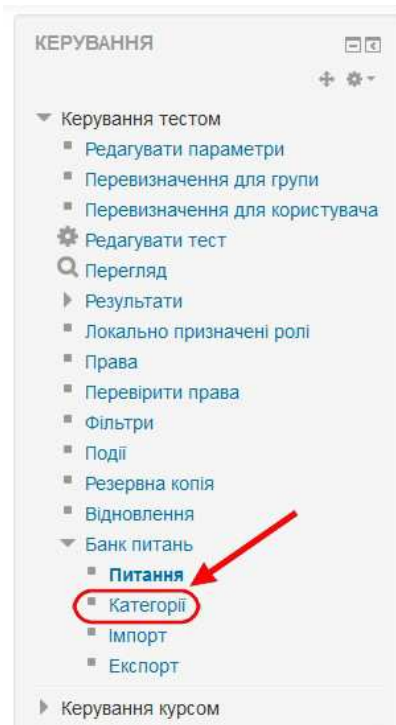 КЕРУВАННЯ
Керування тестом
Редагувати параметри
Перевизначення для групи
Перевизначення для користувача
Редагувати тест
Перегляд
Результати
Локально призначені ролі
Права
Перевірити права
Фільтри
Події
Резервна копія
Відновлення
Банк питань
Питання
Категорії
Імпорт
Експорт
Керування курсом